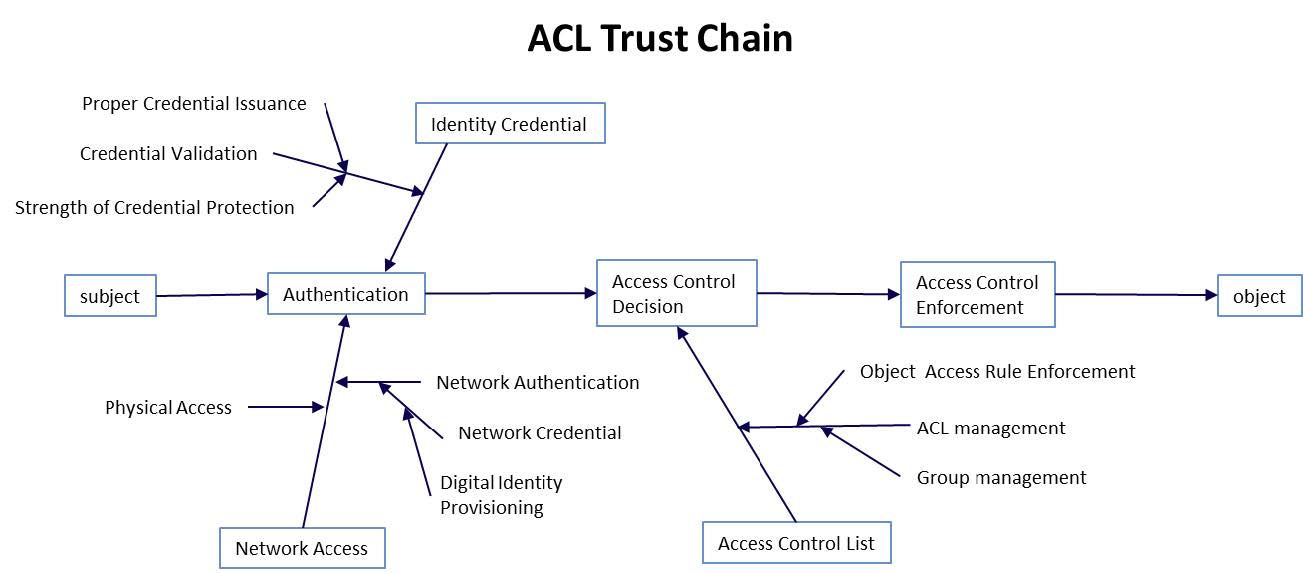 ACL Trust Chain
Proper Credential Issuance
Identity Credential
Credential Validation
Strength of Credential Protection
subject
Authentication
Access Control
Decision
Access Control
Enforcement
object
Network Authentication
Physical Access
Network Credential
Digital Identity
Provisioning
Object  Access Rule Enforcement
ACL management
Group management
Network Access
Access Control List